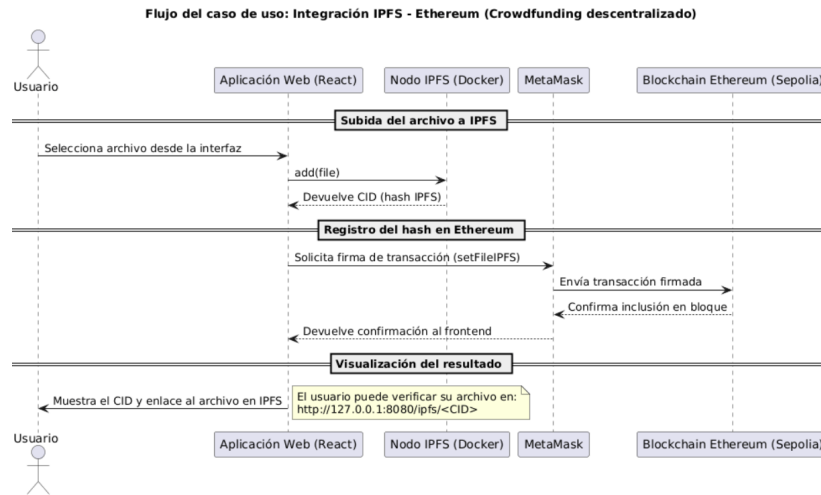 Flujo del caso de uso: Integración IPFS - Ethereum (Crowdfunding descentralizado)
Usuario
Aplicación Web (React)
Nodo IPFS (Docker)
MetaMask
Blockchain Ethereum (Sepolia)
Subida del archivo a IPFS
Selecciona archivo desde la interfaz
add(file)
Devuelve CID (hash IPFS)
Registro del hash en Ethereum
Solicita firma de transacción (setFileIPFS)
Envía transacción firmada
Confirma inclusión en bloque
Devuelve confirmación al frontend
Visualización del resultado
Muestra el CID y enlace al archivo en IPFS
El usuario puede verificar su archivo en:
http://127.0.0.1:8080/ipfs/<CID>
Usuario
Aplicación Web (React)
Nodo IPFS (Docker)
MetaMask
Blockchain Ethereum (Sepolia)